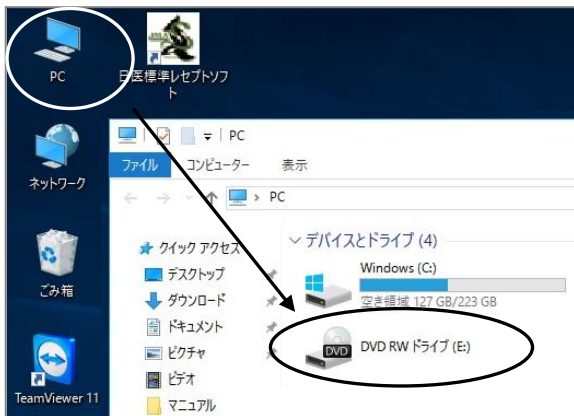 PC
日医標準レセプトソフ
ト
ネットワーク
ごみ箱
TeamViewer 11
PC
ファイル
コンピューター
表示
PC
クイック アクセス
デスクトップ
ダウンロード
ドキュメント
ピクチャ
ビデオ
マニュアル
デバイスとドライブ (4)
Windows (C:)
空き領域 127 GB/223 GB
DVD
DVD RW ドライブ (E:)